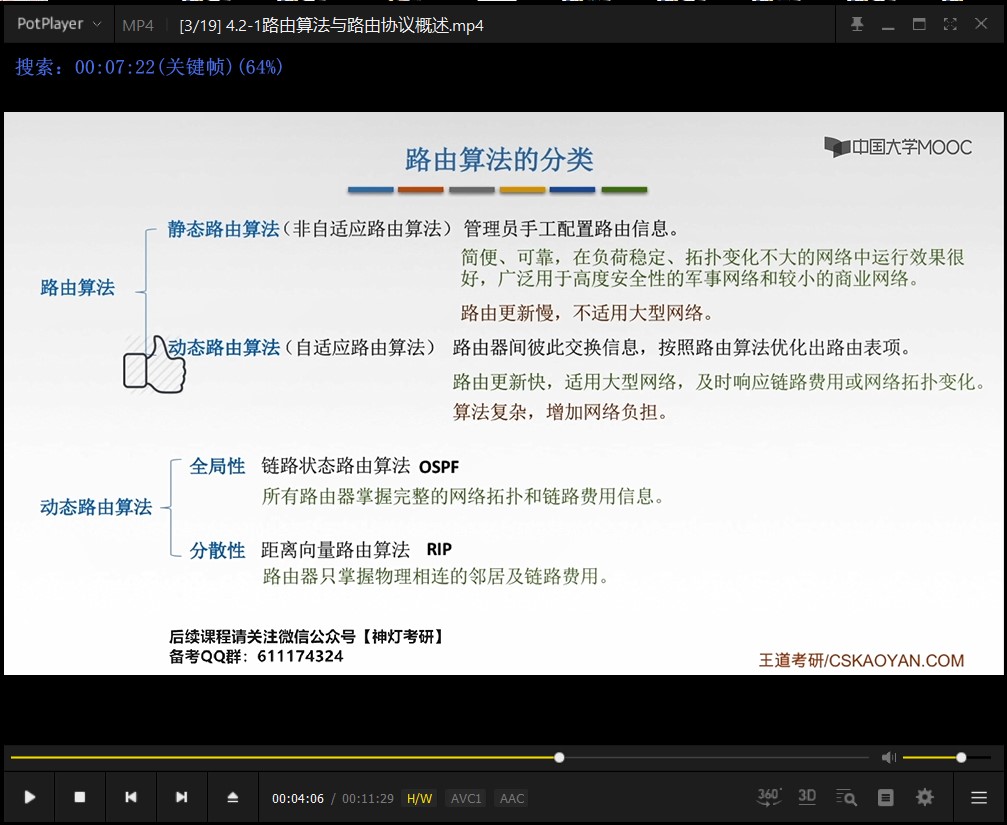 PotPlayer MP4 [3/19] 4.2-1路由算法与路由协议概述.mp4
搜索：00:07:22(关键帧)(64%)
路由算法的分类
中国大学MOOC
静态路由算法（非自适应路由算法） 管理员手工配置路由信息。
简便、可靠，在负荷稳定、拓扑变化不大的网络中运行效果很
好，广泛用于高度安全性的军事网络和较小的商业网络。
路由算法
路由更新慢，不适用大型网络。
动态路由算法（自适应路由算法） 路由器间彼此交换信息，按照路由算法优化出路由表项。
路由更新快，适用大型网络，及时响应链路费用或网络拓扑变化。
算法复杂，增加网络负担。
全局性 链路状态路由算法 OSPF
所有路由器掌握完整的网络拓扑和链路费用信息。
动态路由算法
分散性 距离向量路由算法 RIP
路由器只掌握物理相连的邻居及链路费用。
后续课程请关注微信公众号【神灯考研】
备考QQ群：611174324
王道考研/CSKAOYAN.COM
00:04:06 / 00:11:29 H/W AVC1 AAC 360° 3D